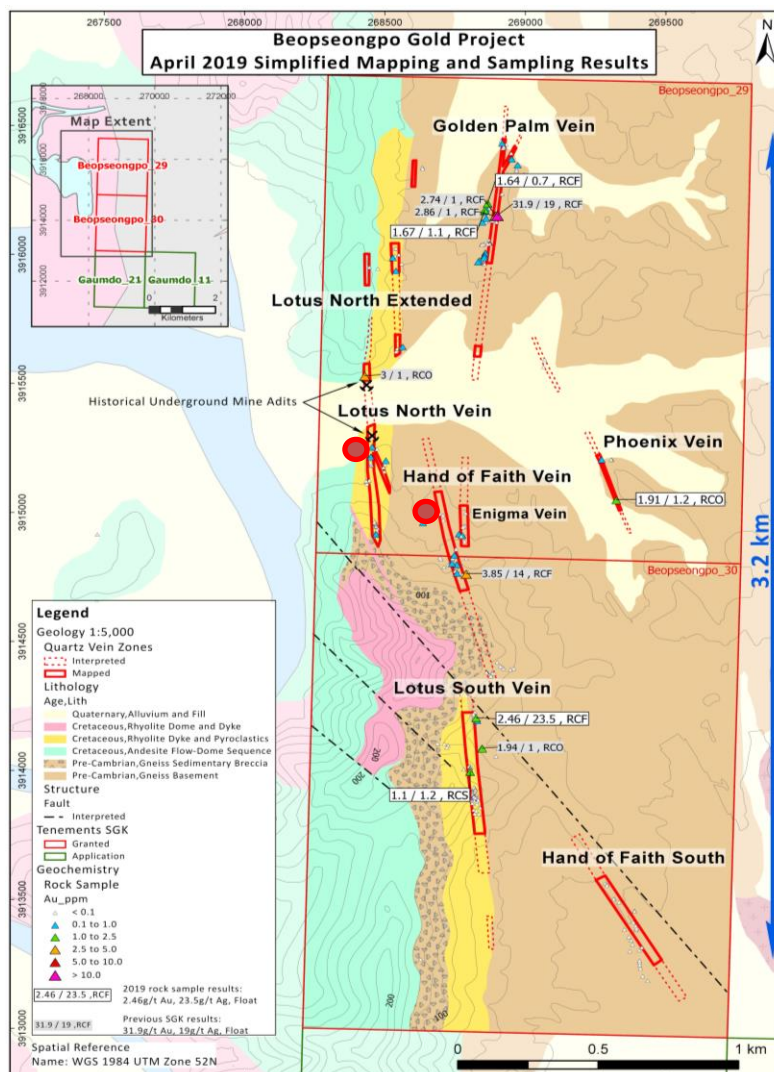 267500
268000
268500
269000
269500
N
Beopseongpo Gold Project
April 2019 Simplified Mapping and Sampling Results
Beopseongpo_29
268000
270000
272000
Map Extent
3918000
3916000
3914000
3912000
Beopseongpo_29
Beopseongpo_30
Gaumdo_21
Gaumdo_11
0
2
Kilometers
3916500
3916000
3915500
3915000
3914500
3914000
3913500
3913000
Golden Palm Vein
1.64 / 0.7 , RCF
2.74 / 1 , RCF
2.86 / 1 , RCF
31.9 / 19 , RCF
1.67 / 1.1 , RCF
Lotus North Extended
3 / 1 , RCO
Historical Underground Mine Adits
Lotus North Vein
Phoenix Vein
Hand of Faith Vein
1.91 / 1.2 , RCO
Enigma Vein
3.2 km
Beopseongpo_30
3.85 / 14 , RCF
100
Lotus South Vein
2.46 / 23.5 , RCF
1.94 / 1 , RCO
200
200
1.1 / 1.2 , RCS
Hand of Faith South
200
100
Legend
Geology 1:5,000
Quartz Vein Zones
Interpreted
Mapped
Lithology
Age,Lith
Quaternary,Alluvium and Fill
Cretaceous,Rhyolite Dome and Dyke
Cretaceous,Rhyolite Dyke and Pyroclastics
Cretaceous,Andesite Flow-Dome Sequence
Pre-Cambrian,Gneiss Sedimentary Breccia
Pre-Cambrian,Gneiss Basement
Structure
Fault
Interpreted
Tenements SGK
Granted
Application
Geochemistry
Rock Sample
Au_ppm
< 0.1
0.1 to 1.0
1.0 to 2.5
2.5 to 5.0
5.0 to 10.0
> 10.0
2.46 / 23.5 ,RCF
2019 rock sample results:
2.46g/t Au, 23.5g/t Ag, Float
31.9 / 19 ,RCF
Previous SGK results:
31.9g/t Au, 19g/t Ag, Float
Spatial Reference
Name: WGS 1984 UTM Zone 52N
0
0.5
1 km